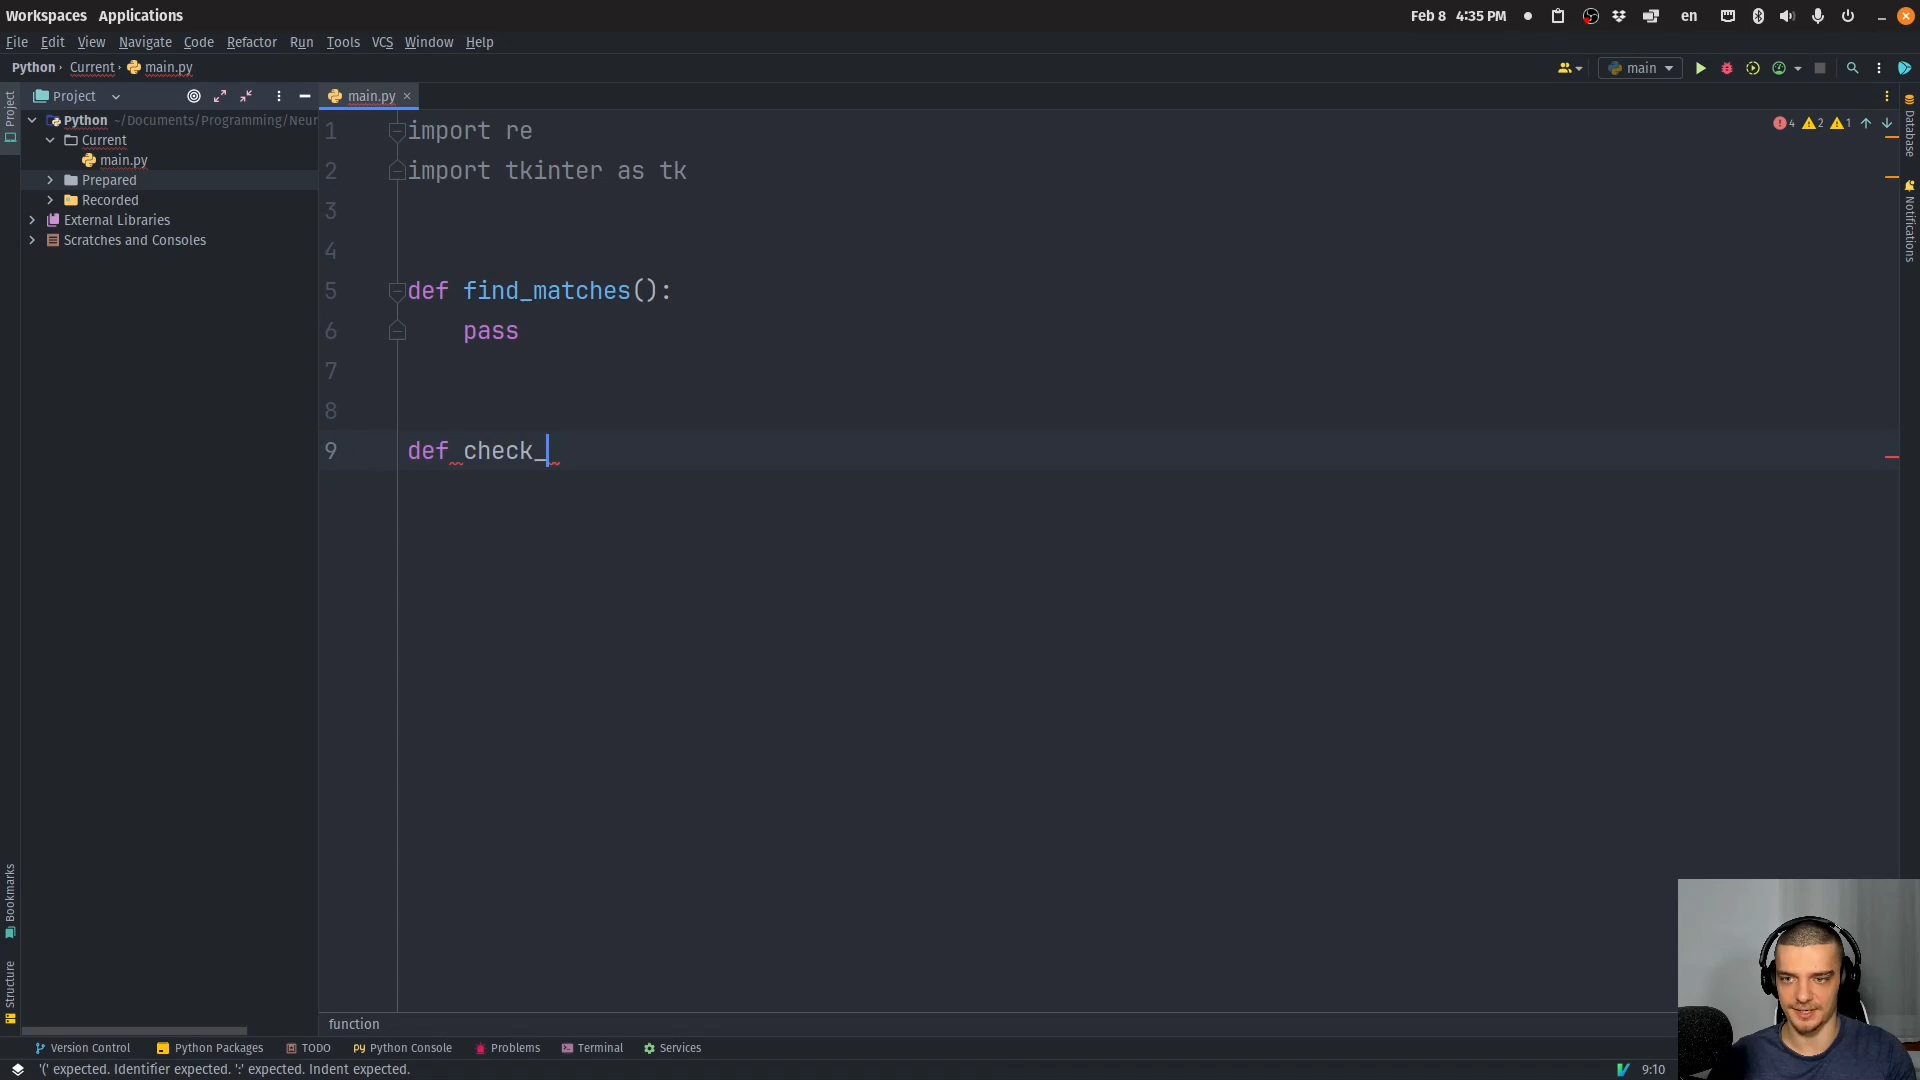 Workspaces Applications
Feb 8 4:35 PM
en
File Edit View Navigate Code Refactor Run Tools VCS Window Help
Python › Current › main.py
main
Project
main.py
Python ~/Documents/Programming/Neur
Current
main.py
Prepared
Recorded
External Libraries
Scratches and Consoles
4 2 1
1 import re
2 import tkinter as tk
3
4
5 def find_matches():
6 pass
7
8
9 def check_
Project
Bookmarks
Structure
Database
Notifications
function
Version Control Python Packages TODO Python Console Problems Terminal Services
'(' expected. Identifier expected. ':' expected. Indent expected.
9:10